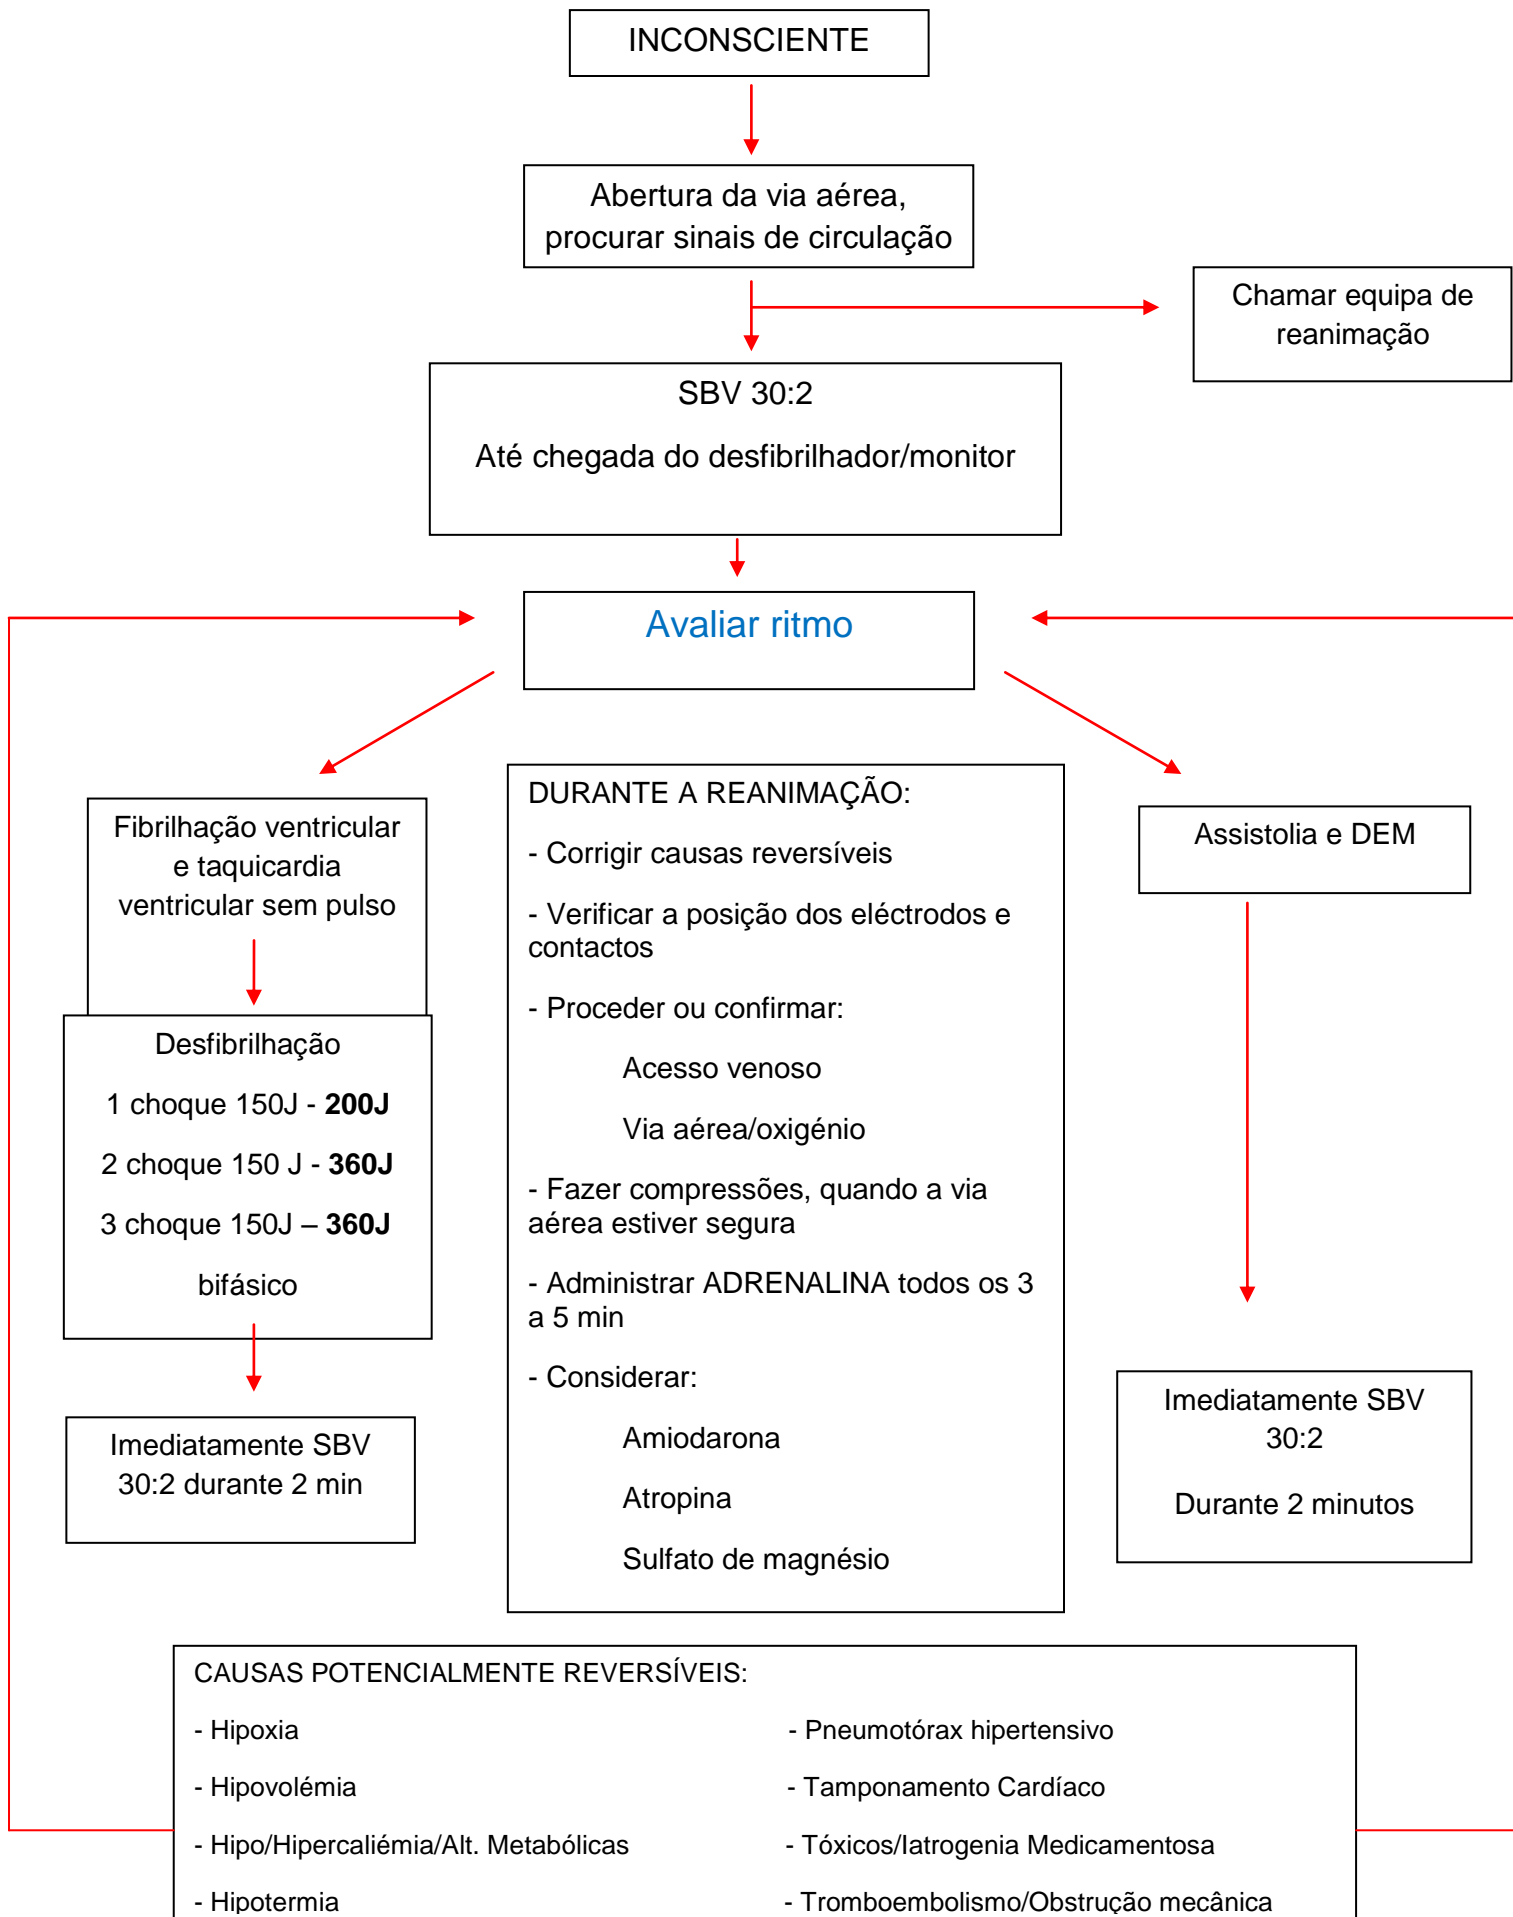 INCONSCIENTE
Abertura da via aérea,
procurar sinais de circulação
Chamar equipa de
reanimação
SBV 30:2
Até chegada do desfibrilhador/monitor
Avaliar ritmo
Fibrilhação ventricular
e taquicardia
ventricular sem pulso
Desfibrilhação
1 choque 150J - 200J
2 choque 150 J - 360J
3 choque 150J – 360J
bifásico
Imediatamente SBV
30:2 durante 2 min
DURANTE A REANIMAÇÃO:
- Corrigir causas reversíveis
- Verificar a posição dos eléctrodos e
contactos
- Proceder ou confirmar:
Acesso venoso
Via aérea/oxigénio
- Fazer compressões, quando a via
aérea estiver segura
- Administrar ADRENALINA todos os 3
a 5 min
- Considerar:
Amiodarona
Atropina
Sulfato de magnésio
Assistolia e DEM
Imediatamente SBV
30:2
Durante 2 minutos
CAUSAS POTENCIALMENTE REVERSÍVEIS:
- Hipoxia
- Pneumotórax hipertensivo
- Hipovolémia
- Tamponamento Cardíaco
- Hipo/Hipercaliémia/Alt. Metabólicas
- Tóxicos/Iatrogenia Medicamentosa
- Hipotermia
- Tromboembolismo/Obstrução mecânica